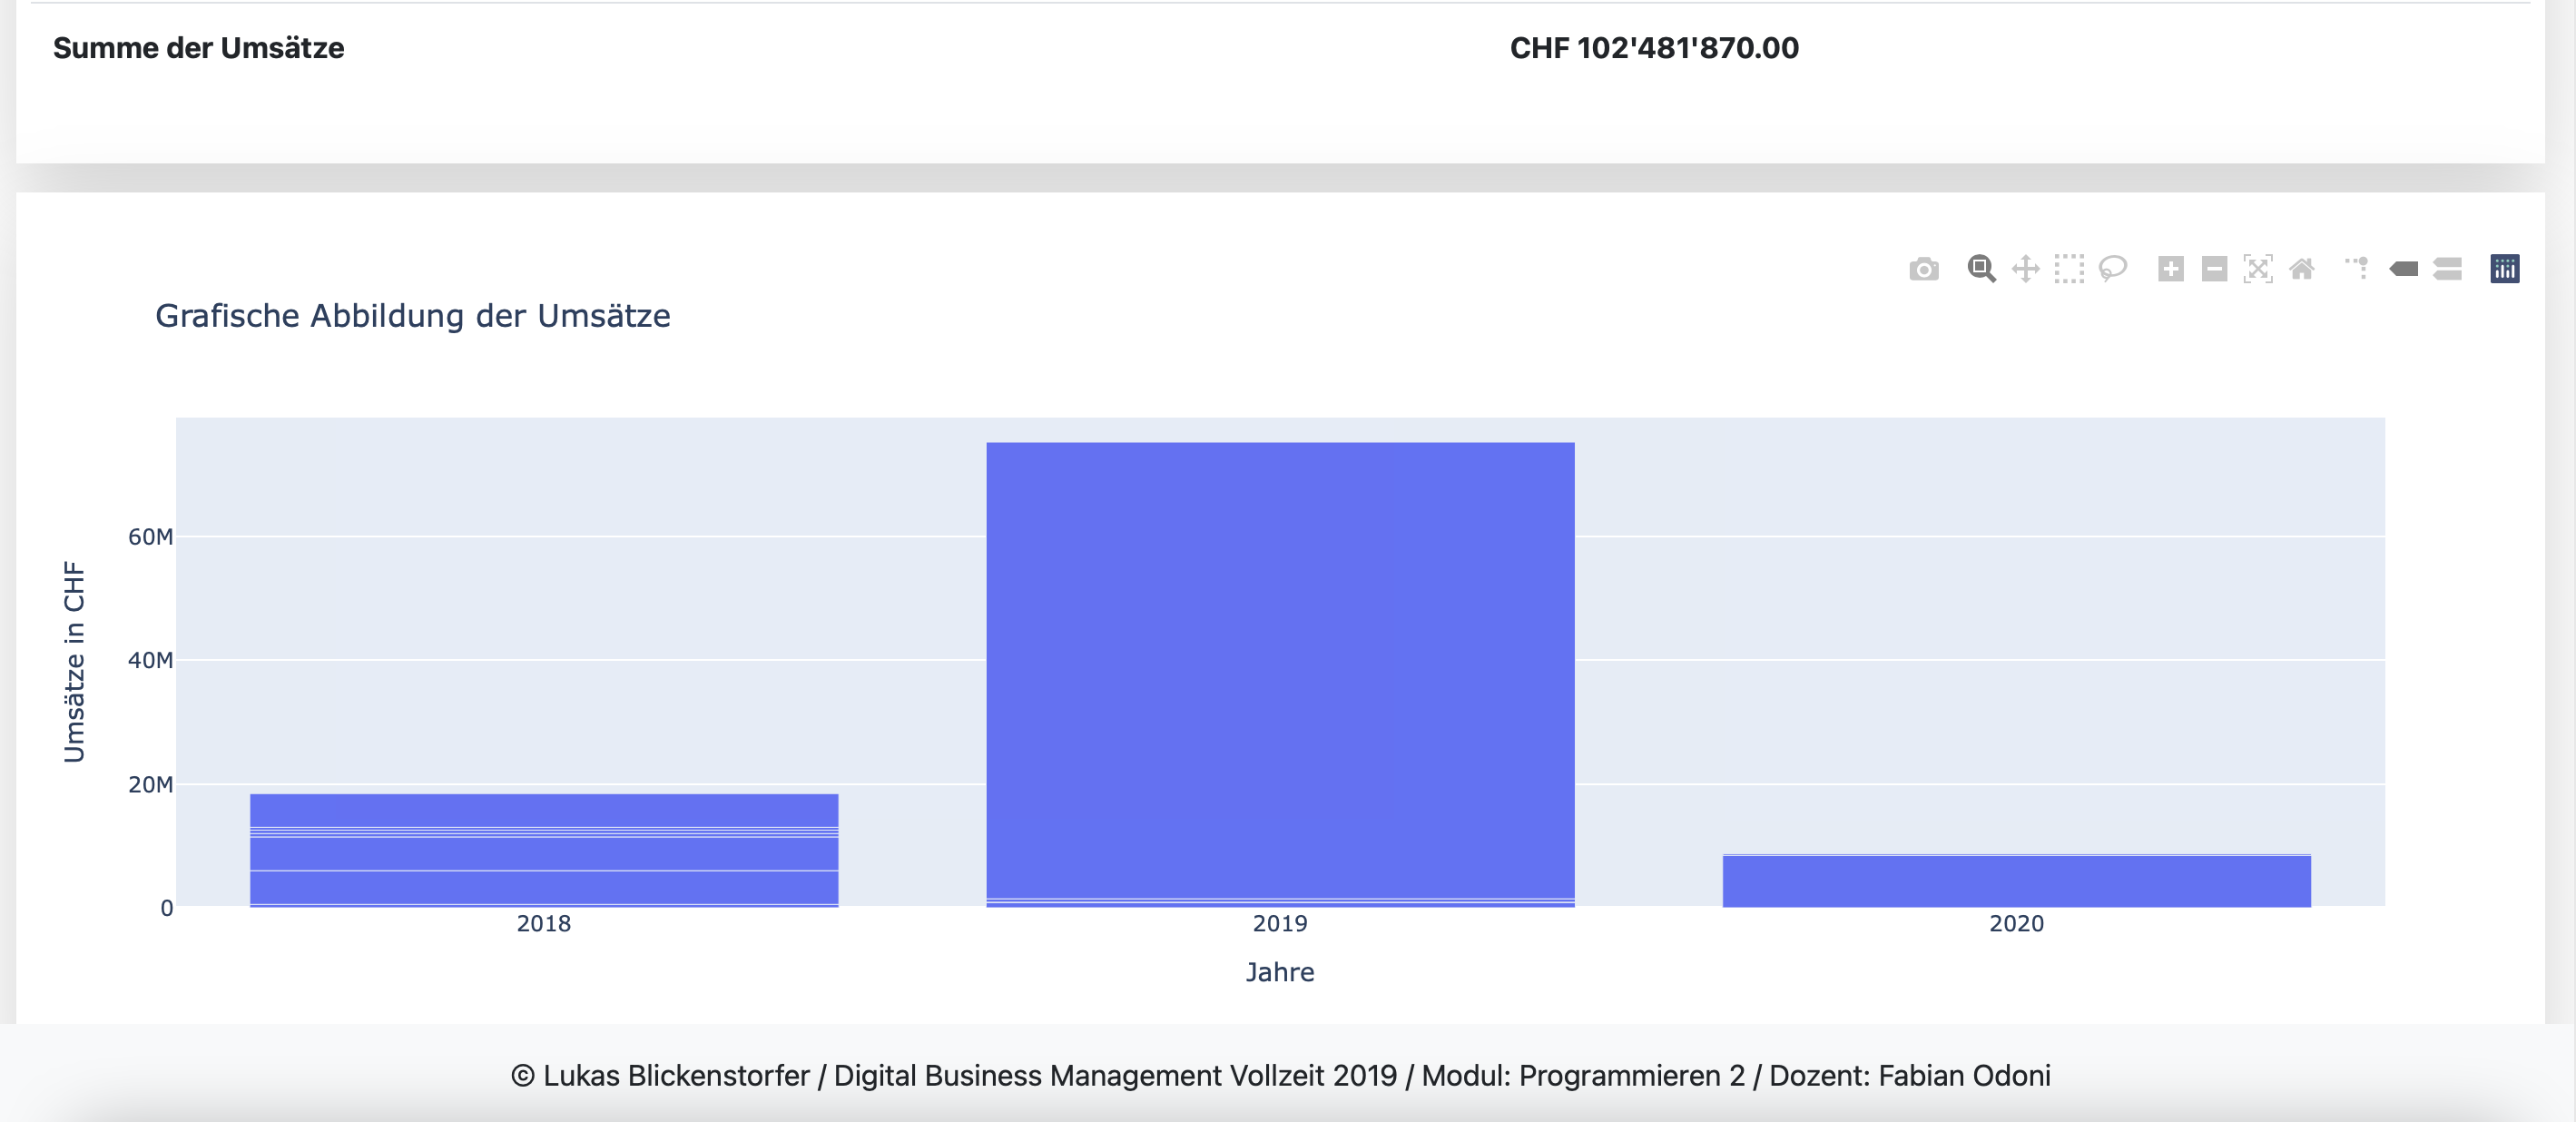 Summe der Umsätze CHF 102'481'870.00
Grafische Abbildung der Umsätze
60M
40M
20M
0
Umsätze in CHF
2018 2019 2020
Jahre
© Lukas Blickenstorfer / Digital Business Management Vollzeit 2019 / Modul: Programmieren 2 / Dozent: Fabian Odoni